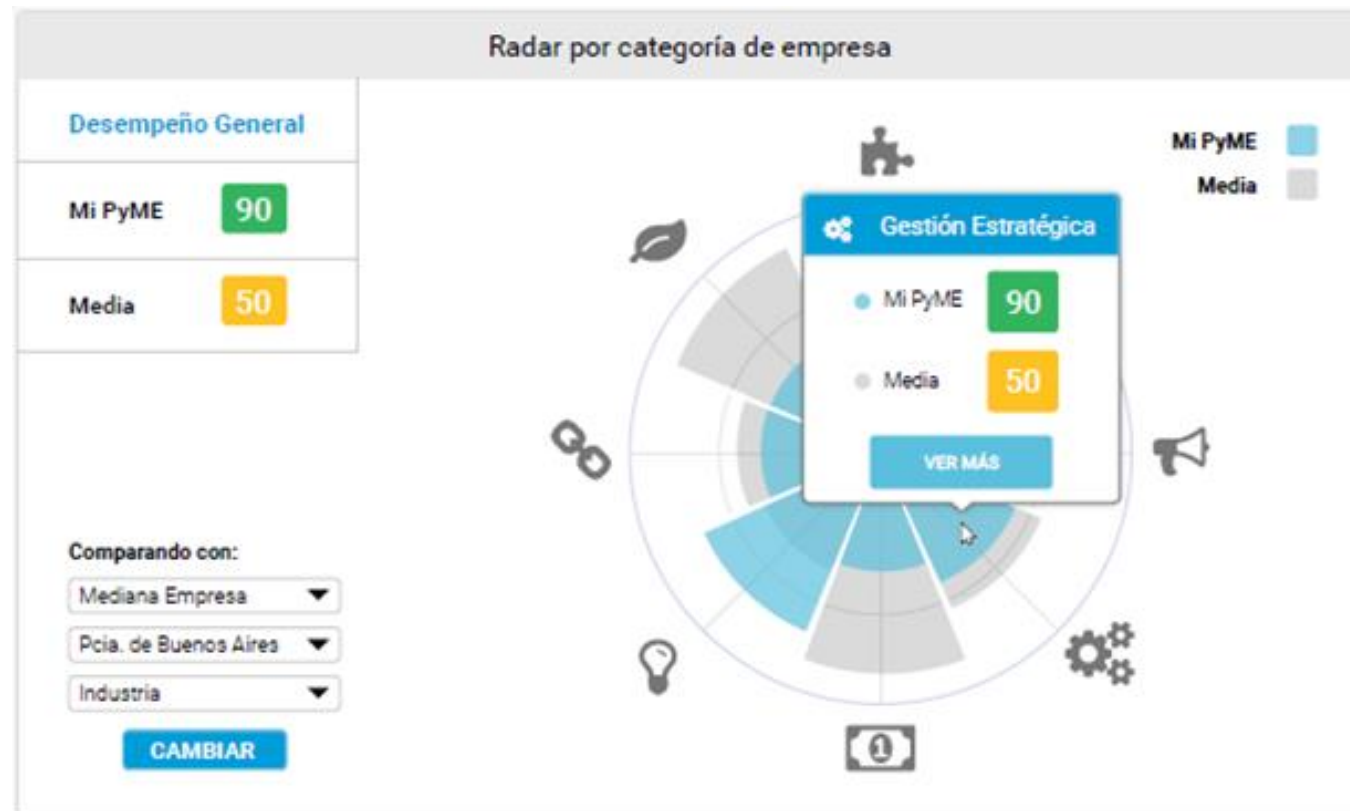 Radar por categoría de empresa
Desempeño General
Mi PyME 90
Media 50
Mi PyME
Media
Gestión Estratégica
Mi PyME 90
Media 50
VER MÁS
Comparando con:
Mediana Empresa
Pcia. de Buenos Aires
Industria
CAMBIAR
1